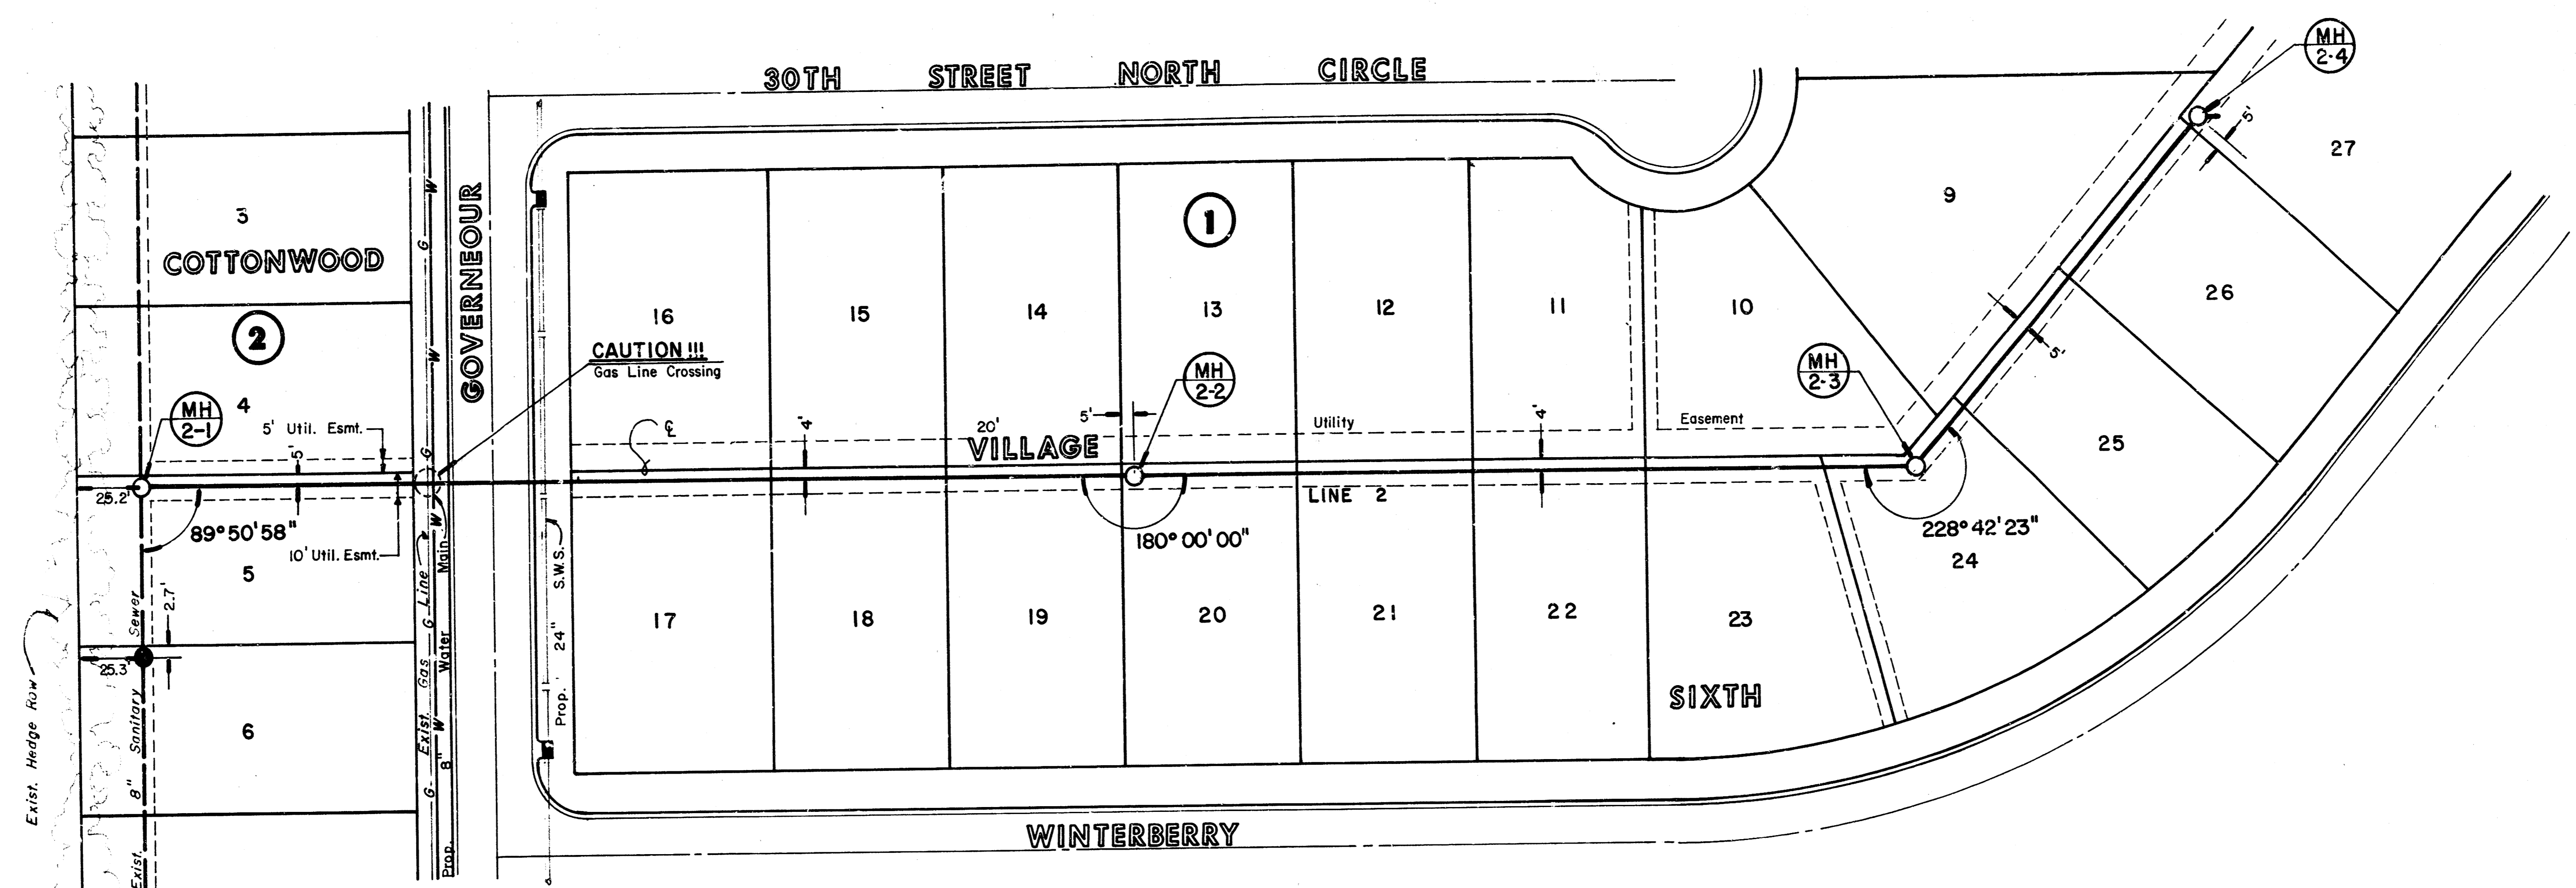 30TH STREET NORTH CIRCLE
MH
2-4
5'
27
9
3
COTTONWOOD
GOVERNEOUR
1
2
16
15
14
13
12
11
10
26
CAUTION !!!
Gas Line Crossing
MH
2-2
MH
2-3
5'
4
MH
2-1
5' Util. Esmt.
5'
℄
4'
20'
5'
Utility
4'
Easement
VILLAGE
25
25.2'
LINE 2
89°50'58"
10' Util. Esmt.
180°00'00"
228°42'23"
24
5
2.7'
17
18
19
20
21
22
23
25.3'
SIXTH
6
Exist. Hedge Row
Exist. 8" Sanitary Sewer
G Exist. G Gas G Line G G G
Prop. 8" W Water Main W W W
Prop. 24" S.W.S.
WINTERBERRY